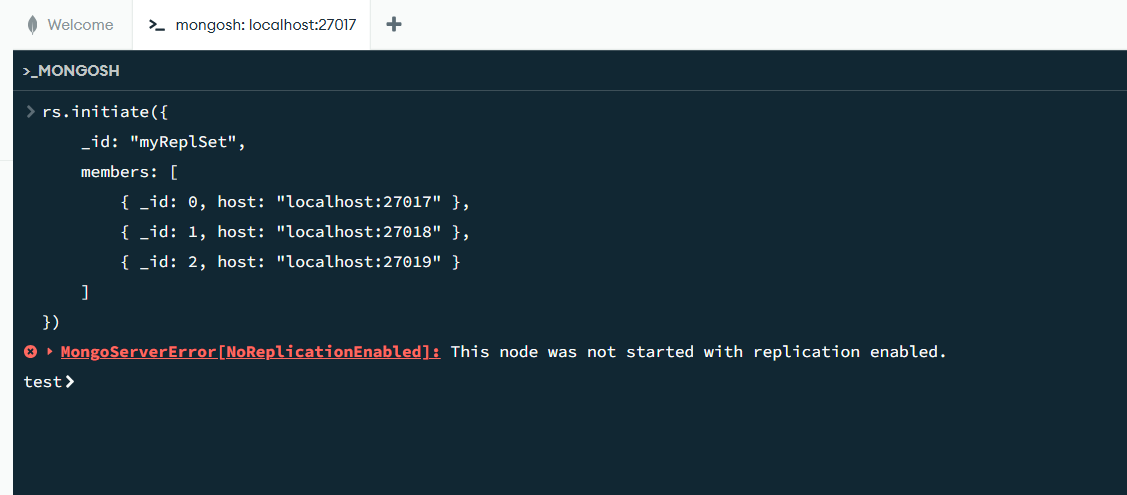 Welcome
>_ mongosh: localhost:27017 +
>_MONGOSH
> rs.initiate({
_id: "myReplSet",
members: [
{ _id: 0, host: "localhost:27017" },
{ _id: 1, host: "localhost:27018" },
{ _id: 2, host: "localhost:27019" }
]
})
MongoServerError[NoReplicationEnabled]: This node was not started with replication enabled.
test>